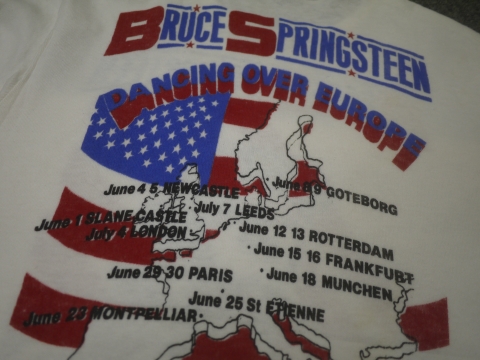 BRUCE SPRINGSTEEN
DANCING OVER EUROPE
June 4 5 NEWCASTLE
June 8 9 GOTEBORG
June 1 SLANE CASTLE
July 7 LEEDS
July 4 LONDON
June 12 13 ROTTERDAM
June 15 16 FRANKFURT
June 29 30 PARIS
June 18 MUNCHEN
June 25 St ETIENNE
June 23 MONTPELLIAR